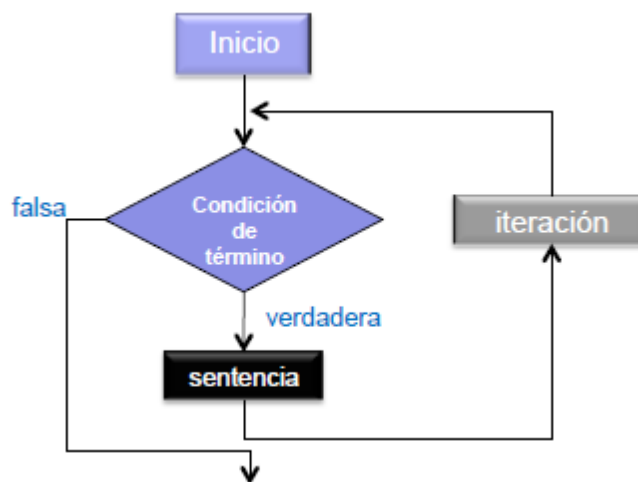 Inicio
falsa
Condición
de
término
iteración
verdadera
sentencia